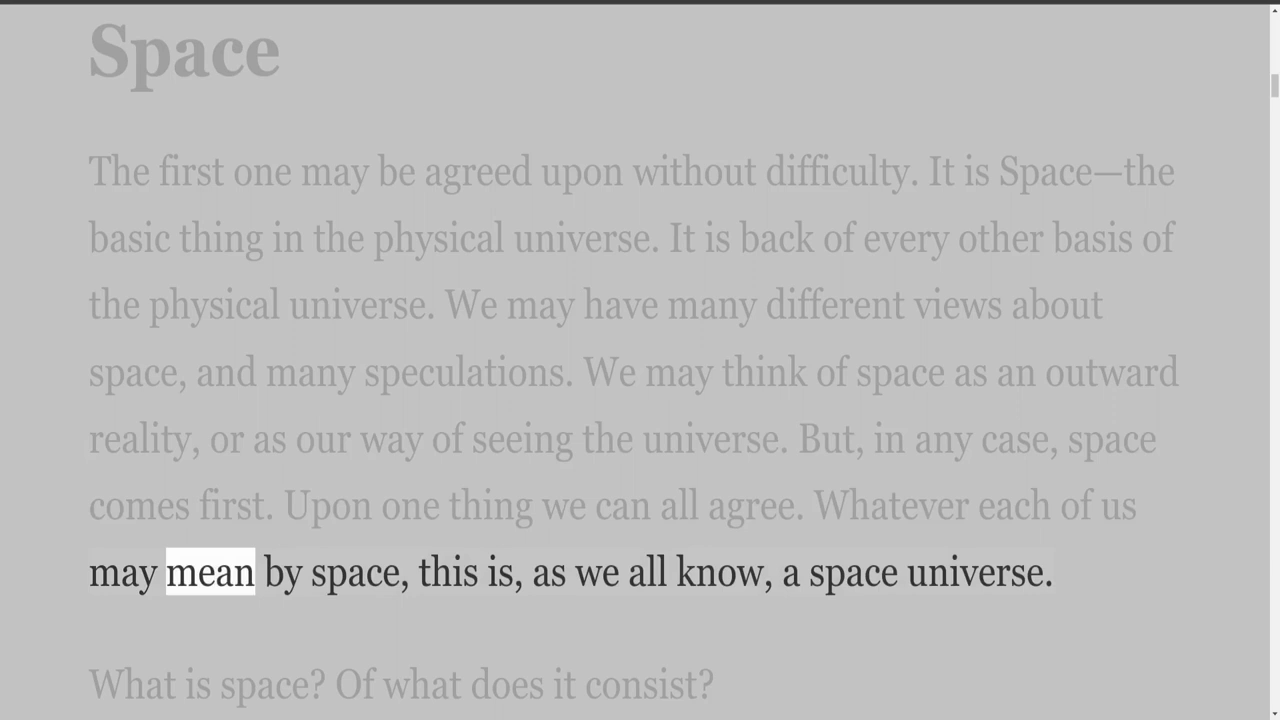 Space
The first one may be agreed upon without difficulty. It is Space—the
basic thing in the physical universe. It is back of every other basis of
the physical universe. We may have many different views about
space, and many speculations. We may think of space as an outward
reality, or as our way of seeing the universe. But, in any case, space
comes first. Upon one thing we can all agree. Whatever each of us
may mean by space, this is, as we all know, a space universe.
What is space? Of what does it consist?